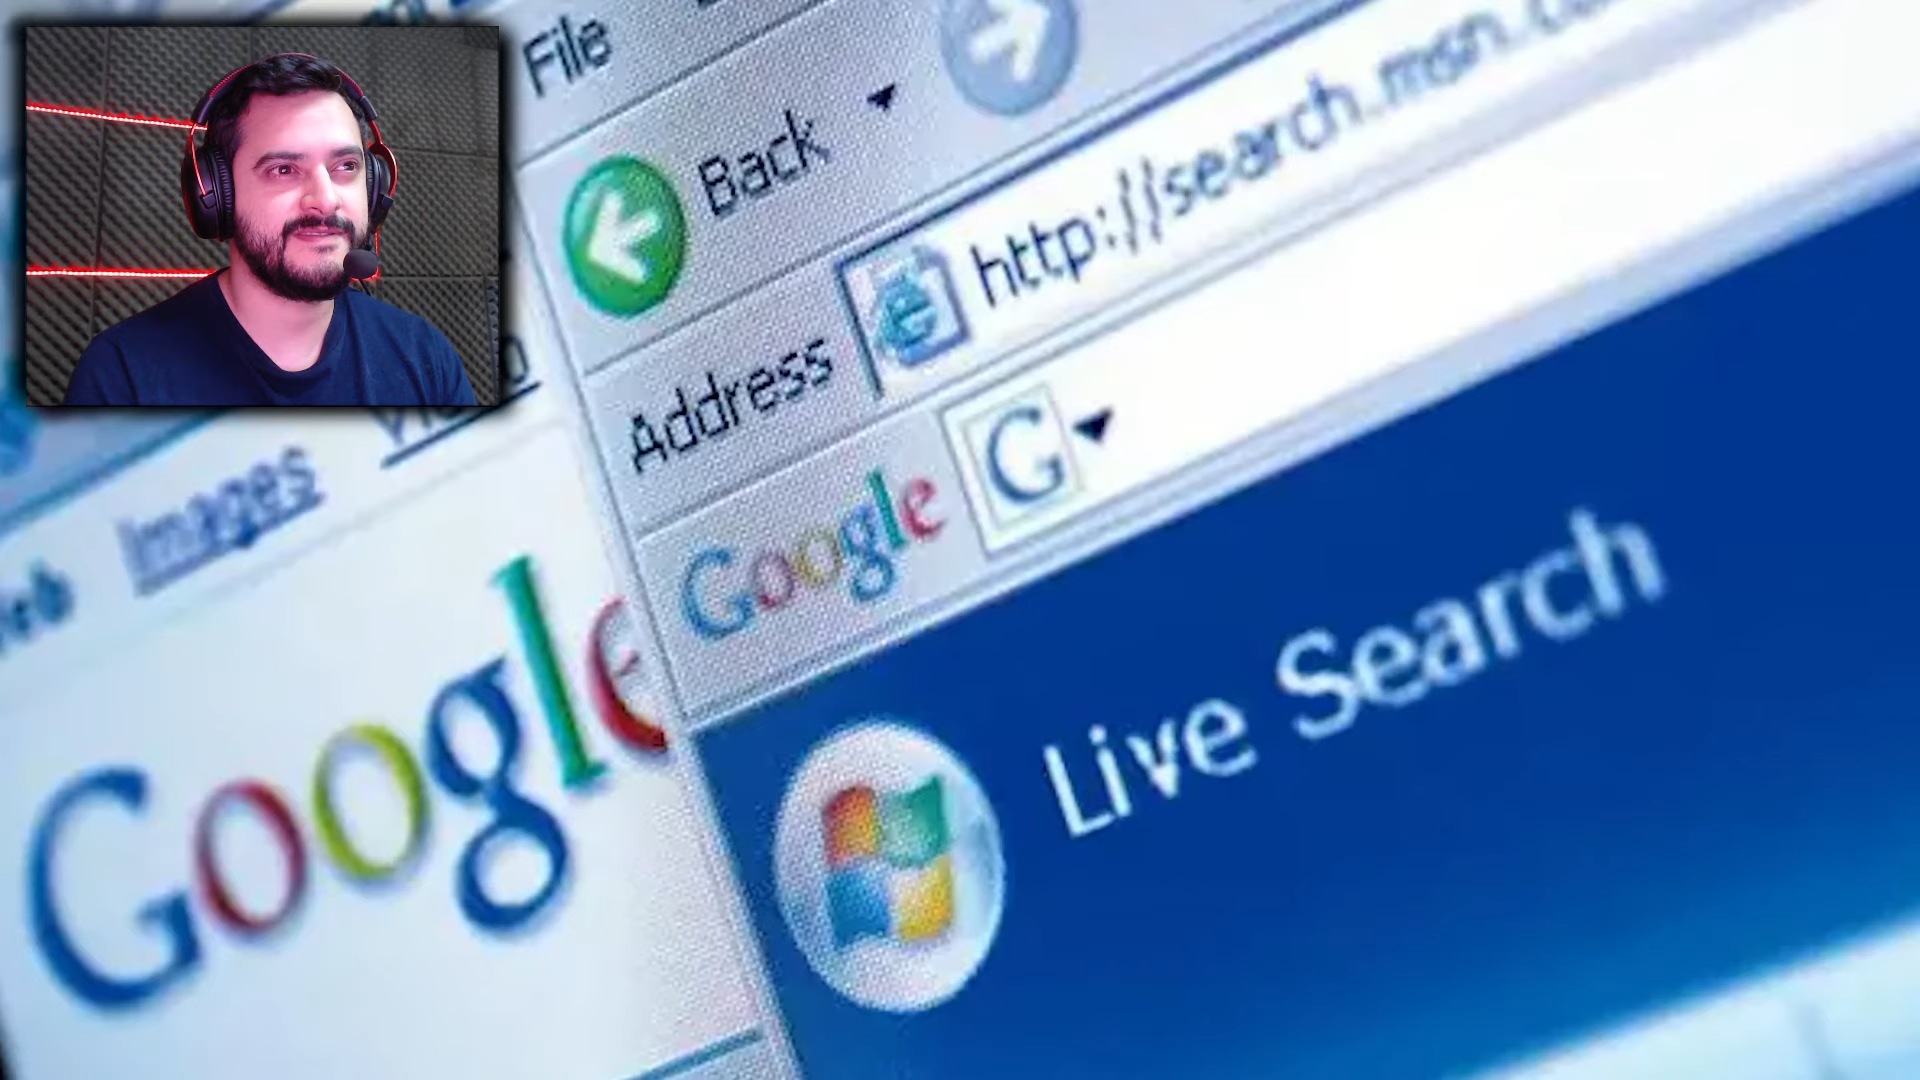 File
Back
Address http://search.msn.c
Google G
Images
Google
Live Search